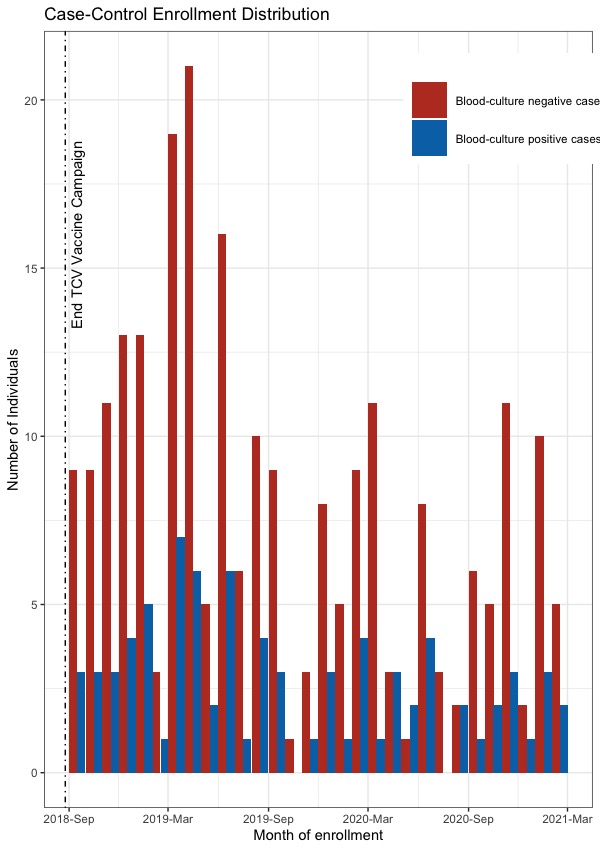 Case-Control Enrollment Distribution
Blood-culture negative case
Blood-culture positive cases
End TCV Vaccine Campaign
Number of Individuals
20
15
10
5
0
2018-Sep
2019-Mar
2019-Sep
2020-Mar
2020-Sep
2021-Mar
Month of enrollment